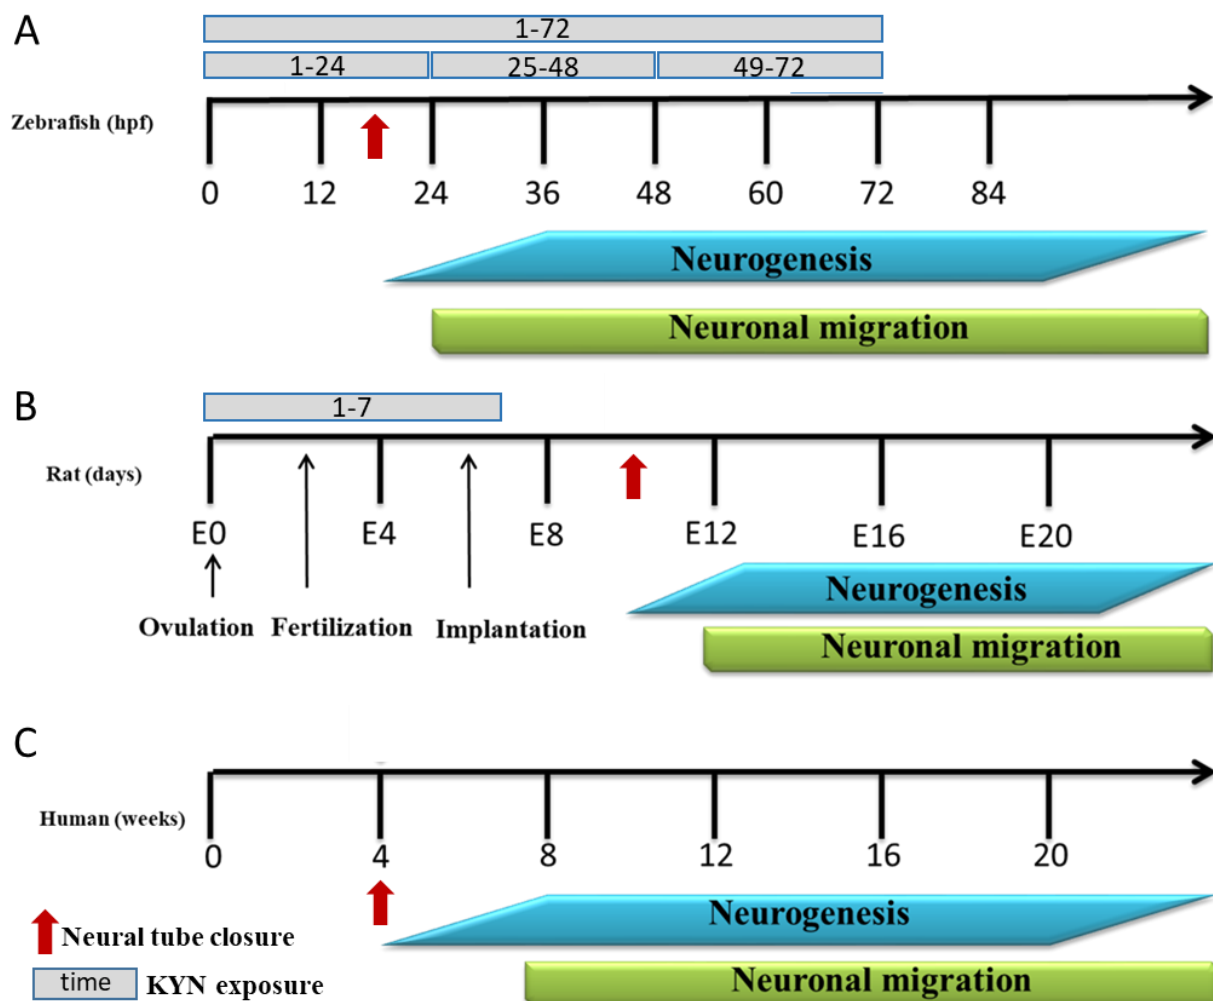 A
1-72
1-24 25-48 49-72
Zebrafish (hpf)
0 12 24 36 48 60 72 84
Neurogenesis
Neuronal migration
B
1-7
Rat (days)
E0 E4 E8 E12 E16 E20
Neurogenesis
Ovulation Fertilization Implantation
Neuronal migration
C
Human (weeks)
0 4 8 12 16 20
Neurogenesis
Neural tube closure
Neuronal migration
time KYN exposure